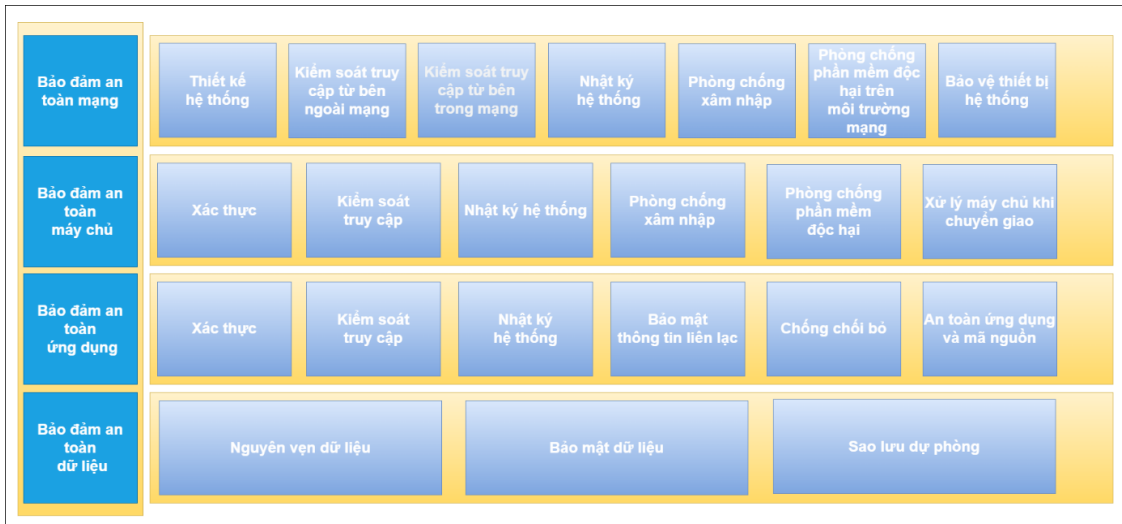 Bảo đảm an
toàn mạng
Thiết kế
hệ thống
Kiểm soát truy
cập từ bên
ngoài mạng
Kiểm soát truy
cập từ bên
trong mạng
Nhật ký
hệ thống
Phòng chống
xâm nhập
Phòng chống
phần mềm độc
hại trên
môi trường
mạng
Bảo vệ thiết bị
hệ thống
Bảo đảm an
toàn
máy chủ
Xác thực
Kiểm soát
truy cập
Nhật ký hệ thống
Phòng chống
xâm nhập
Phòng chống
phần mềm
độc hại
Xử lý máy chủ khi
chuyển giao
Bảo đảm an
toàn
ứng dụng
Xác thực
Kiểm soát
truy cập
Nhật ký
hệ thống
Bảo mật
thông tin liên lạc
Chống chối bỏ
An toàn ứng dụng
và mã nguồn
Bảo đảm an
toàn
dữ liệu
Nguyên vẹn dữ liệu
Bảo mật dữ liệu
Sao lưu dự phòng